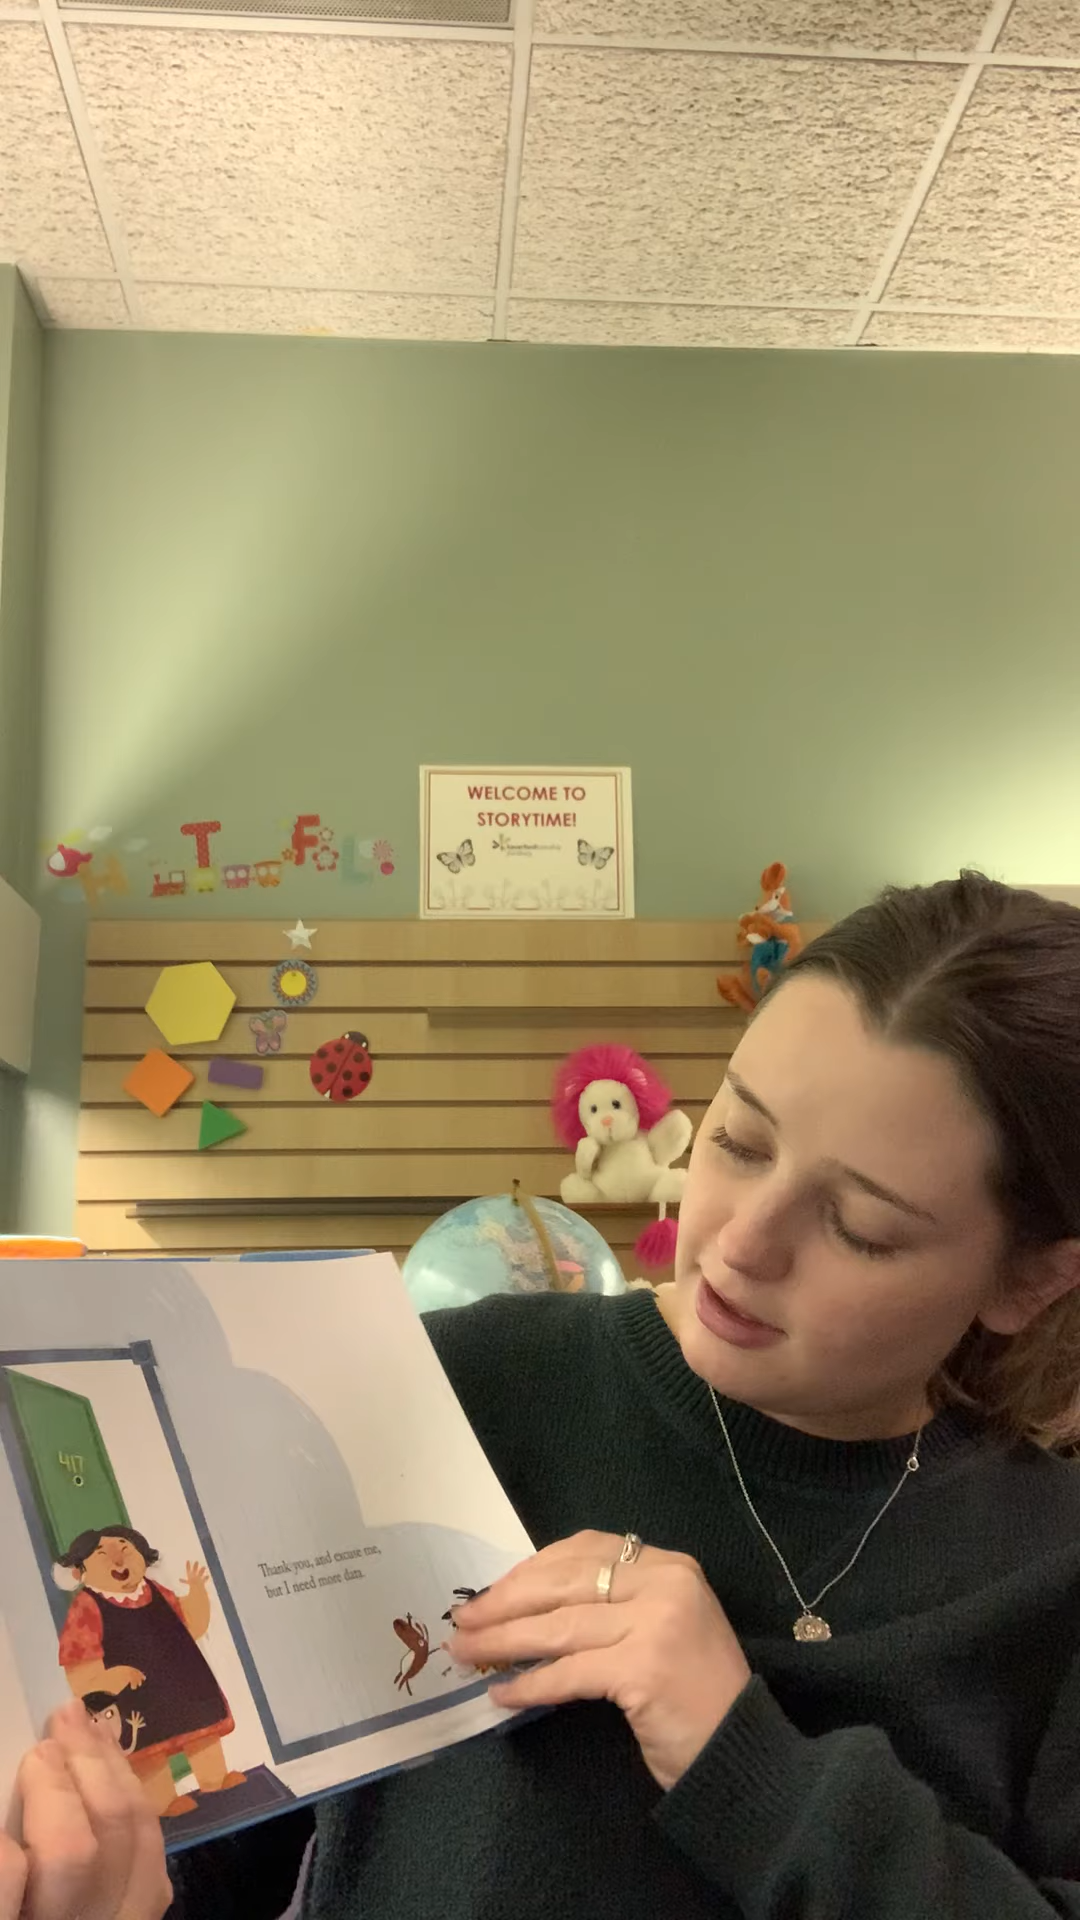 WELCOME TO
STORYTIME!
H T F L
417
Thank you, and excuse me,
but I need more data.